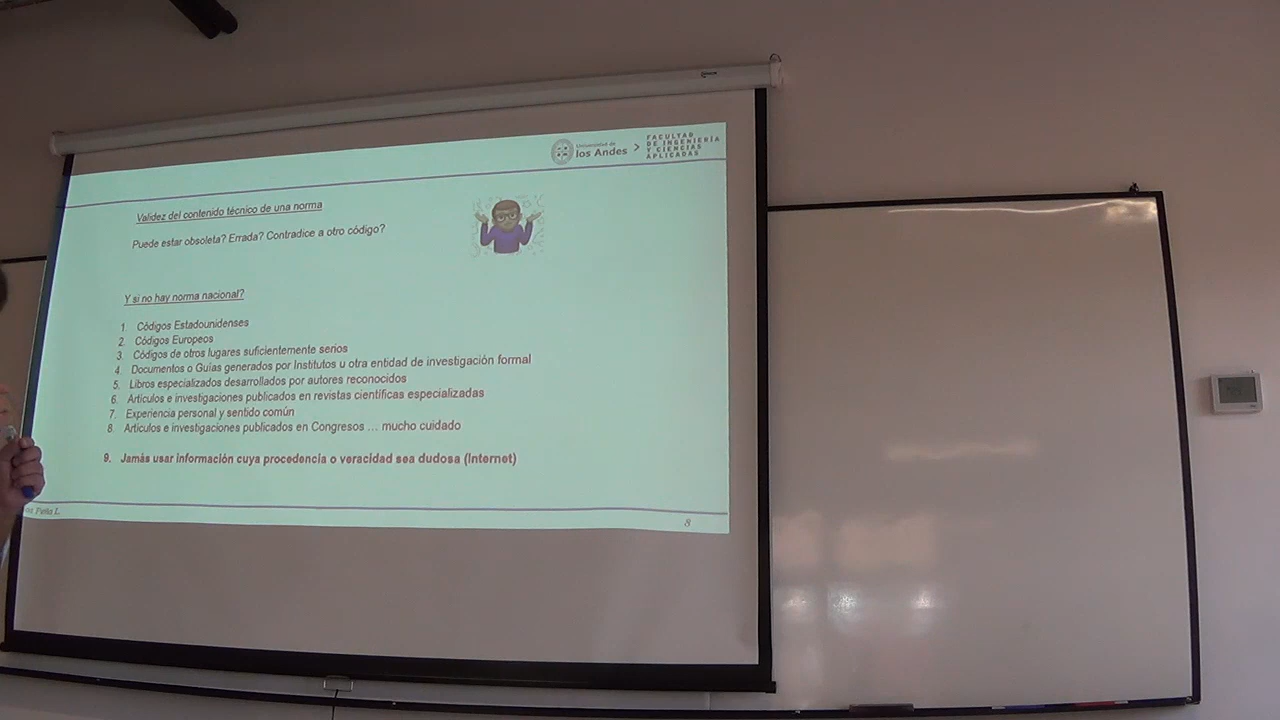 Universidad de
los Andes >
FACULTAD
DE INGENIERÍA
Y CIENCIAS
APLICADAS
Validez del contenido técnico de una norma
Puede estar obsoleta? Errada? Contradice a otro código?
Y si no hay norma nacional?
1. Códigos Estadounidenses
2. Códigos Europeos
3. Códigos de otros lugares suficientemente serios
4. Documentos o Guías generados por Institutos u otra entidad de investigación formal
5. Libros especializados desarrollados por autores reconocidos
6. Artículos e investigaciones publicados en revistas científicas especializadas
7. Experiencia personal y sentido común
8. Artículos e investigaciones publicados en Congresos … mucho cuidado
9. Jamás usar información cuya procedencia o veracidad sea dudosa (Internet)
8